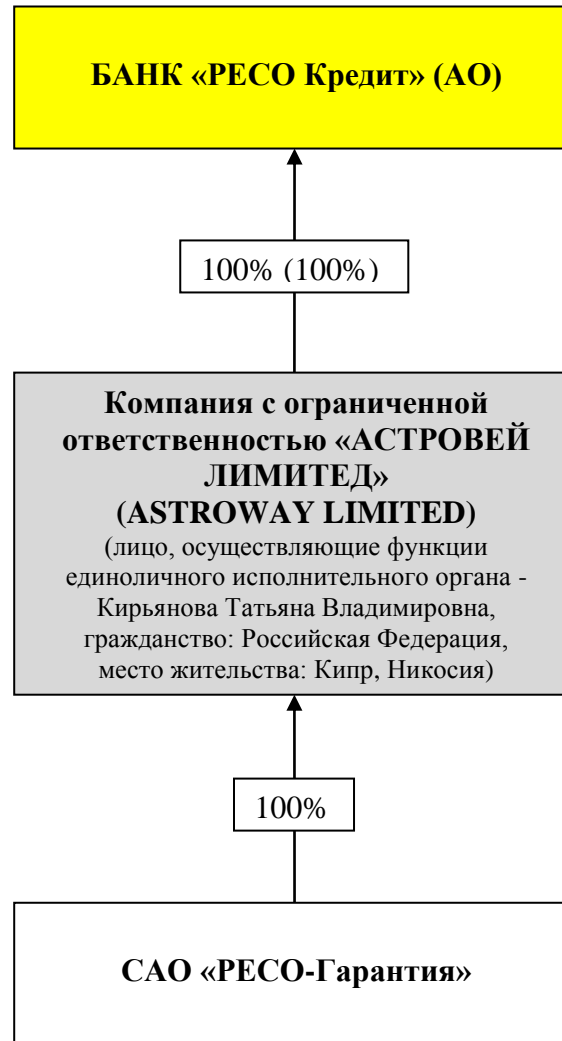 БАНК «РЕСО Кредит» (АО)
100% (100%)
Компания с ограниченной
ответственностью «АСТРОВЕЙ
ЛИМИТЕД»
(ASTROWAY LIMITED)
(лицо, осуществляющие функции
единоличного исполнительного органа -
Кирьянова Татьяна Владимировна,
гражданство: Российская Федерация,
место жительства: Кипр, Никосия)
100%
САО «РЕСО-Гарантия»